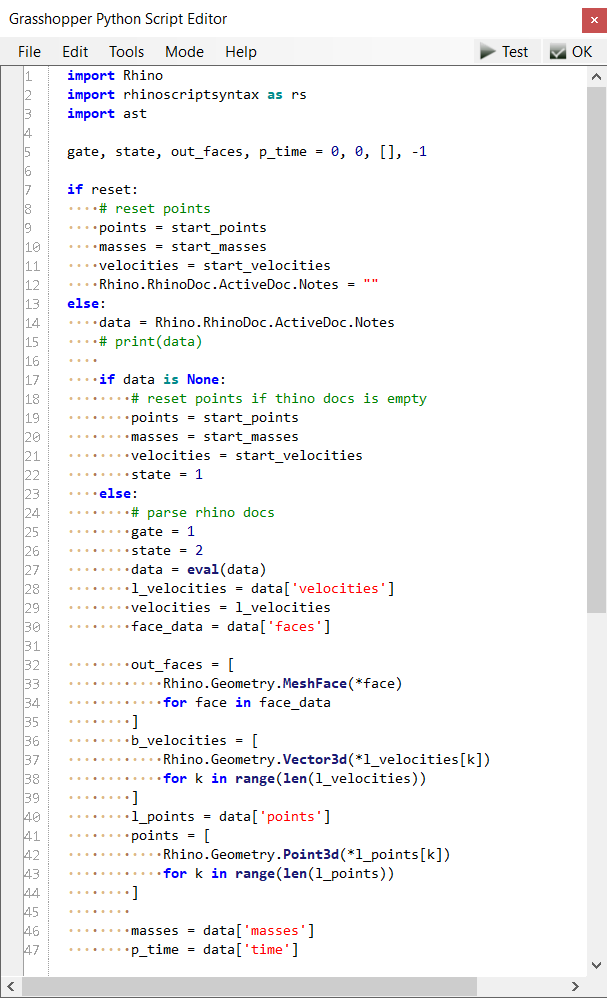 Grasshopper Python Script Editor
File Edit Tools Mode Help Test OK
1 import Rhino
2 import rhinoscriptsyntax as rs
3 import ast
4
5 gate, state, out_faces, p_time = 0, 0, [], -1
6
7 if reset:
8 ····# reset points
9 ····points = start_points
10 ····masses = start_masses
11 ····velocities = start_velocities
12 ····Rhino.RhinoDoc.ActiveDoc.Notes = ""
13 else:
14 ····data = Rhino.RhinoDoc.ActiveDoc.Notes
15 ····# print(data)
16 ····
17 ····if data is None:
18 ········# reset points if thino docs is empty
19 ········points = start_points
20 ········masses = start_masses
21 ········velocities = start_velocities
22 ········state = 1
23 ····else:
24 ········# parse rhino docs
25 ········gate = 1
26 ········state = 2
27 ········data = eval(data)
28 ········l_velocities = data['velocities']
29 ········velocities = l_velocities
30 ········face_data = data['faces']
31
32 ········out_faces = [
33 ············Rhino.Geometry.MeshFace(*face)
34 ············for face in face_data
35 ········]
36 ········b_velocities = [
37 ············Rhino.Geometry.Vector3d(*l_velocities[k])
38 ············for k in range(len(l_velocities))
39 ········]
40 ········l_points = data['points']
41 ········points = [
42 ············Rhino.Geometry.Point3d(*l_points[k])
43 ············for k in range(len(l_points))
44 ········]
45 ········
46 ········masses = data['masses']
47 ········p_time = data['time']